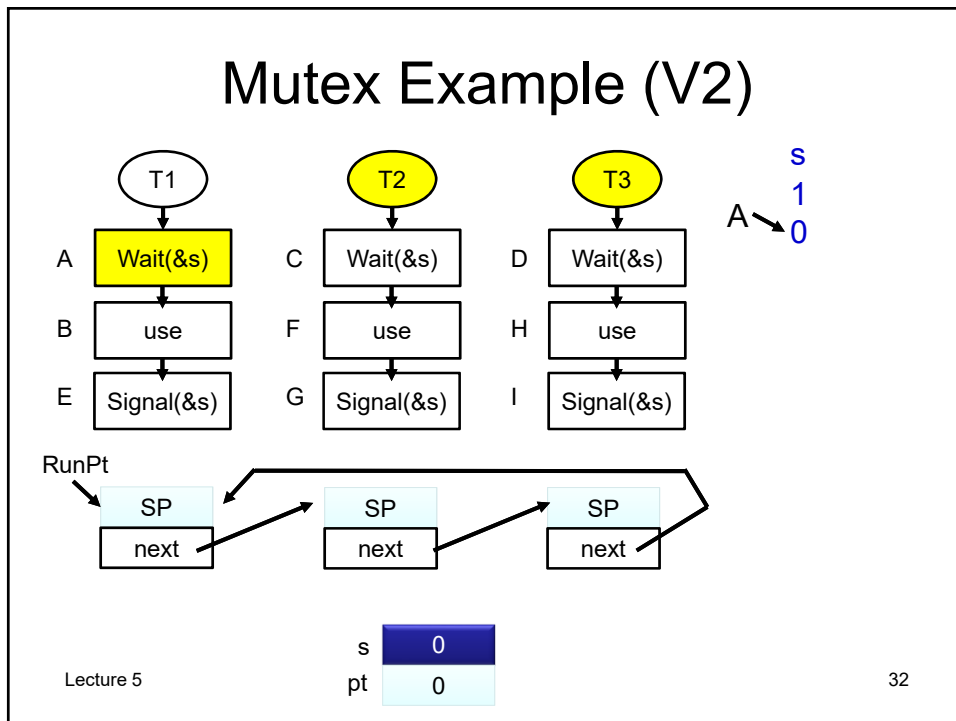 Mutex Example (V2)
T1 T2 T3
s
1
A 0
A Wait(&s) C Wait(&s) D Wait(&s)
B use F use H use
E Signal(&s) G Signal(&s) I Signal(&s)
RunPt
SP SP SP
next next next
s 0
pt 0
Lecture 5 32